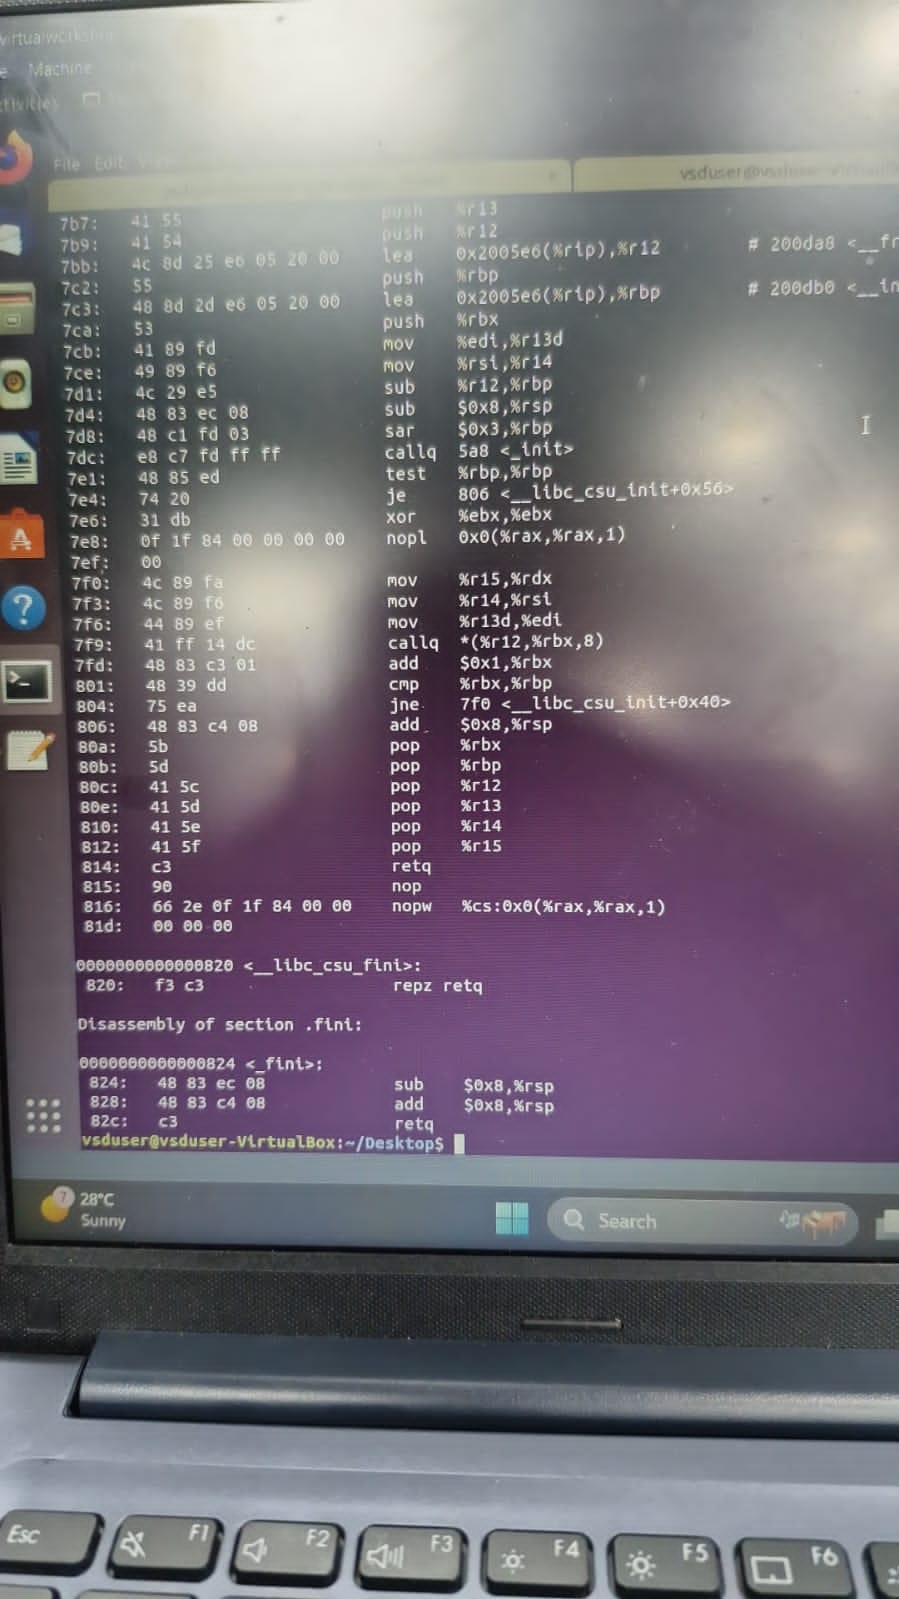 Machine
File Edit
vsduser@vsduser-Virtual
7b7: 41 55 push %r13
7b9: 41 54 push %r12
7bb: 4c 8d 25 e6 05 20 00 lea 0x2005e6(%rip),%r12 # 200da8 <__fr
7c2: 55 push %rbp
7c3: 48 8d 2d e6 05 20 00 lea 0x2005e6(%rip),%rbp # 200db0 <__in
7ca: 53 push %rbx
7cb: 41 89 fd mov %edi,%r13d
7ce: 49 89 f6 mov %rsi,%r14
7d1: 4c 29 e5 sub %r12,%rbp
7d4: 48 83 ec 08 sub $0x8,%rsp
7d8: 48 c1 fd 03 sar $0x3,%rbp
7dc: e8 c7 fd ff ff callq 5a8 <_init>
7e1: 48 85 ed test %rbp,%rbp
7e4: 74 20 je 806 <__libc_csu_init+0x56>
7e6: 31 db xor %ebx,%ebx
7e8: 0f 1f 84 00 00 00 00 nopl 0x0(%rax,%rax,1)
7ef: 00
7f0: 4c 89 fa mov %r15,%rdx
7f3: 4c 89 f6 mov %r14,%rsi
7f6: 44 89 ef mov %r13d,%edi
7f9: 41 ff 14 dc callq *(%r12,%rbx,8)
7fd: 48 83 c3 01 add $0x1,%rbx
801: 48 39 dd cmp %rbx,%rbp
804: 75 ea jne 7f0 <__libc_csu_init+0x40>
806: 48 83 c4 08 add $0x8,%rsp
80a: 5b pop %rbx
80b: 5d pop %rbp
80c: 41 5c pop %r12
80e: 41 5d pop %r13
810: 41 5e pop %r14
812: 41 5f pop %r15
814: c3 retq
815: 90 nop
816: 66 2e 0f 1f 84 00 00 nopw %cs:0x0(%rax,%rax,1)
81d: 00 00 00
0000000000000820 <__libc_csu_fini>:
820: f3 c3 repz retq
Disassembly of section .fini:
0000000000000824 <_fini>:
824: 48 83 ec 08 sub $0x8,%rsp
828: 48 83 c4 08 add $0x8,%rsp
82c: c3 retq
vsduser@vsduser-VirtualBox:~/Desktop$
7
28°C
Sunny
Search
Esc F1 F2 F3 F4 F5 F6